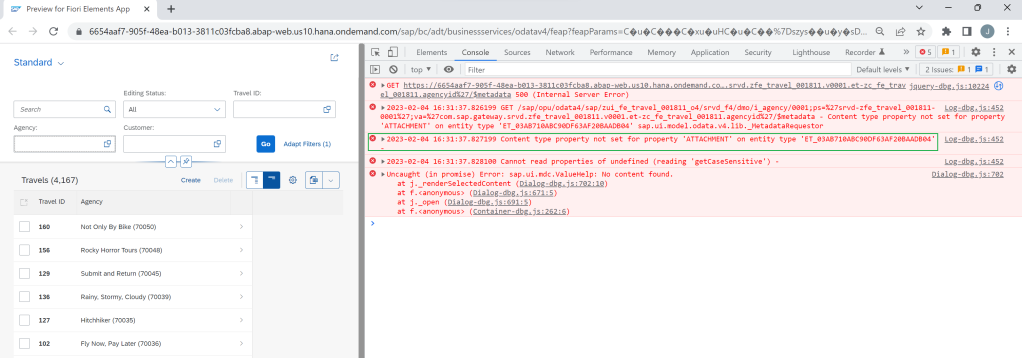 Preview for Fiori Elements App
6654aaf7-905f-48ea-b013-3811c03fcba8.abap-web.us10.hana.ondemand.com/sap/bc/adt/businessservices/odatav4/feap?feapParams=C
Standard
Editing Status:
Travel ID:
Search
All
Agency:
Customer:
Go
Adapt Filters (1)
Travels (4,167)
Create
Delete
Travel ID
Agency
160
Not Only By Bike (70050)
156
Rocky Horror Tours (70048)
129
Submit and Return (70045)
136
Rainy, Stormy, Cloudy (70039)
127
Hitchhiker (70035)
102
Fly Now, Pay Later (70036)
Elements
Console
Sources
Network
Performance
Memory
Application
Security
Lighthouse
Recorder
5
1
top
Filter
Default levels
2 Issues:
1
1
GET https://6654aaf7-905f-48ea-b013-3811c03fcba8.abap-web.us10.hana.ondemand.co…srvd.zfe_travel_001811.v0001.et-zc_fe_trav jquery-dbg.js:10224
el_001811.agencyid%27/$metadata 500 (Internal Server Error)
2023-02-04 16:31:37.826199 GET /sap/opu/odata4/sap/zui_fe_travel_001811_o4/srvd_f4/dmo/i_agency/0001;ps=%27srvd-zfe_travel_001811- Log-dbg.js:452
0001%27;va=%27com.sap.gateway.srvd.zfe_travel_001811.v0001.et-zc_fe_travel_001811.agencyid%27/$metadata - Content type property not set for property
'ATTACHMENT' on entity type 'ET_03AB710ABC90DF63AF20BAADB04' sap.ui.model.odata.v4.lib._MetadataRequestor
2023-02-04 16:31:37.827199 Content type property not set for property 'ATTACHMENT' on entity type 'ET_03AB710ABC90DF63AF20BAADB04' Log-dbg.js:452
-
2023-02-04 16:31:37.828100 Cannot read properties of undefined (reading 'getCaseSensitive') - Log-dbg.js:452
Uncaught (in promise) Error: sap.ui.mdc.ValueHelp: No content found. Dialog-dbg.js:702
at j._renderSelectedContent (Dialog-dbg.js:702:10)
at f.<anonymous> (Dialog-dbg.js:671:5)
at j._open (Dialog-dbg.js:691:5)
at f.<anonymous> (Container-dbg.js:262:6)